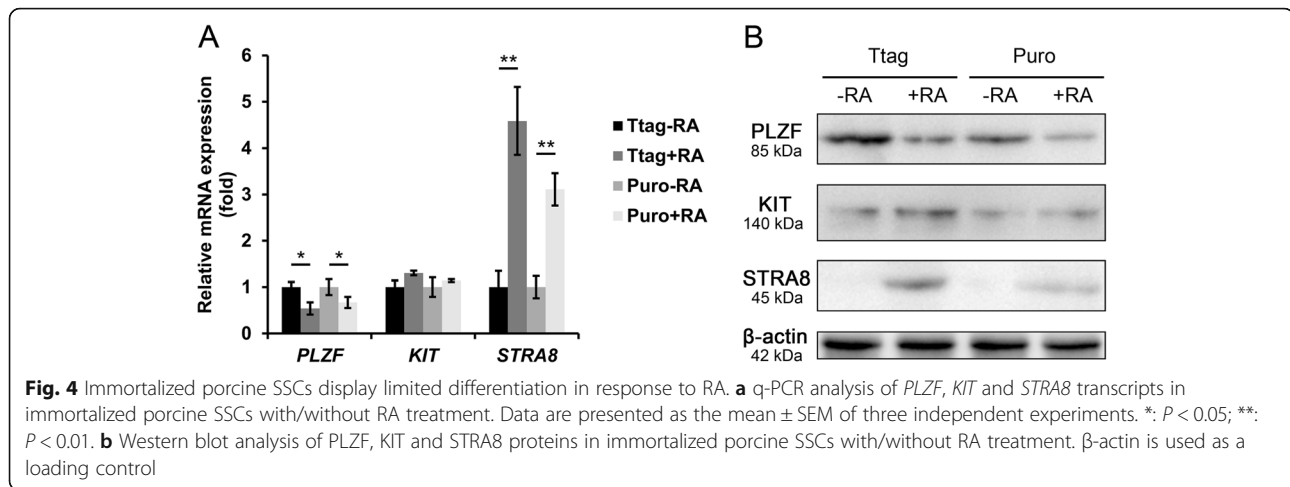 A
Relative mRNA expression
(fold)
6
5
4
3
2
1
0
*
*
**
**
PLZF
KIT
STRA8
Ttag-RA
Ttag+RA
Puro-RA
Puro+RA
B
Ttag
Puro
-RA
+RA
-RA
+RA
PLZF
85 kDa
KIT
140 kDa
STRA8
45 kDa
β-actin
42 kDa
Fig. 4 Immortalized porcine SSCs display limited differentiation in response to RA. a q-PCR analysis of PLZF, KIT and STRA8 transcripts in
immortalized porcine SSCs with/without RA treatment. Data are presented as the mean ± SEM of three independent experiments. *: P < 0.05; **:
P < 0.01. b Western blot analysis of PLZF, KIT and STRA8 proteins in immortalized porcine SSCs with/without RA treatment. β-actin is used as a
loading control